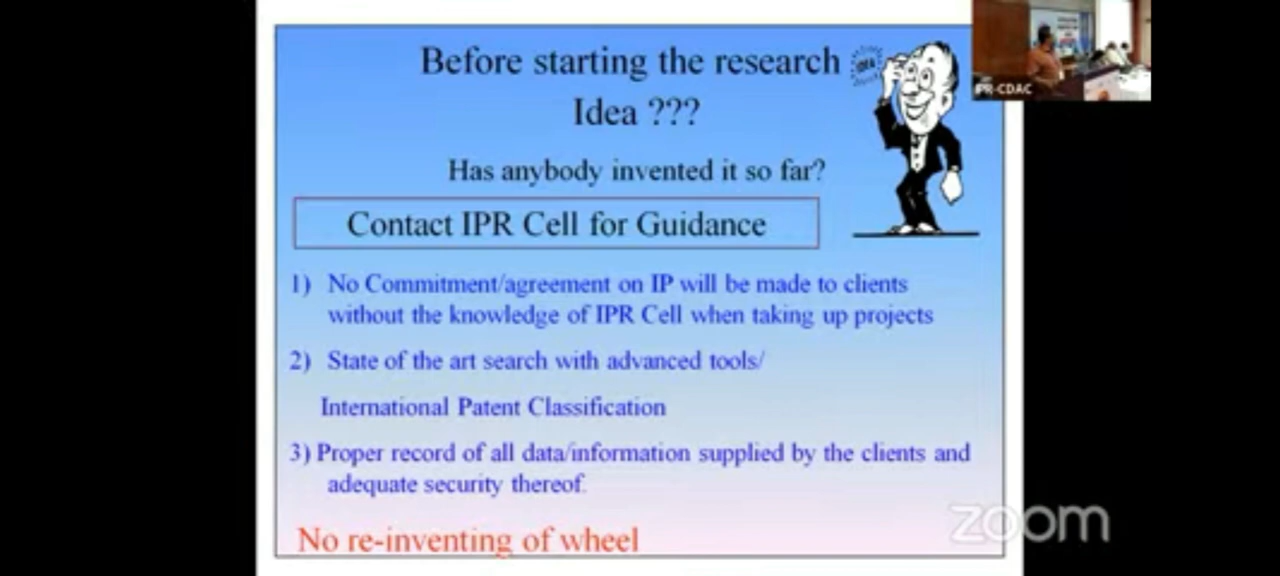 Before starting the research
IDEA
Idea ???
Has anybody invented it so far?
Contact IPR Cell for Guidance
1) No Commitment/agreement on IP will be made to clients
without the knowledge of IPR Cell when taking up projects
2) State of the art search with advanced tools/
International Patent Classification
3) Proper record of all data/information supplied by the clients and
adequate security thereof.
No re-inventing of wheel
IPR-CDAC
zoom